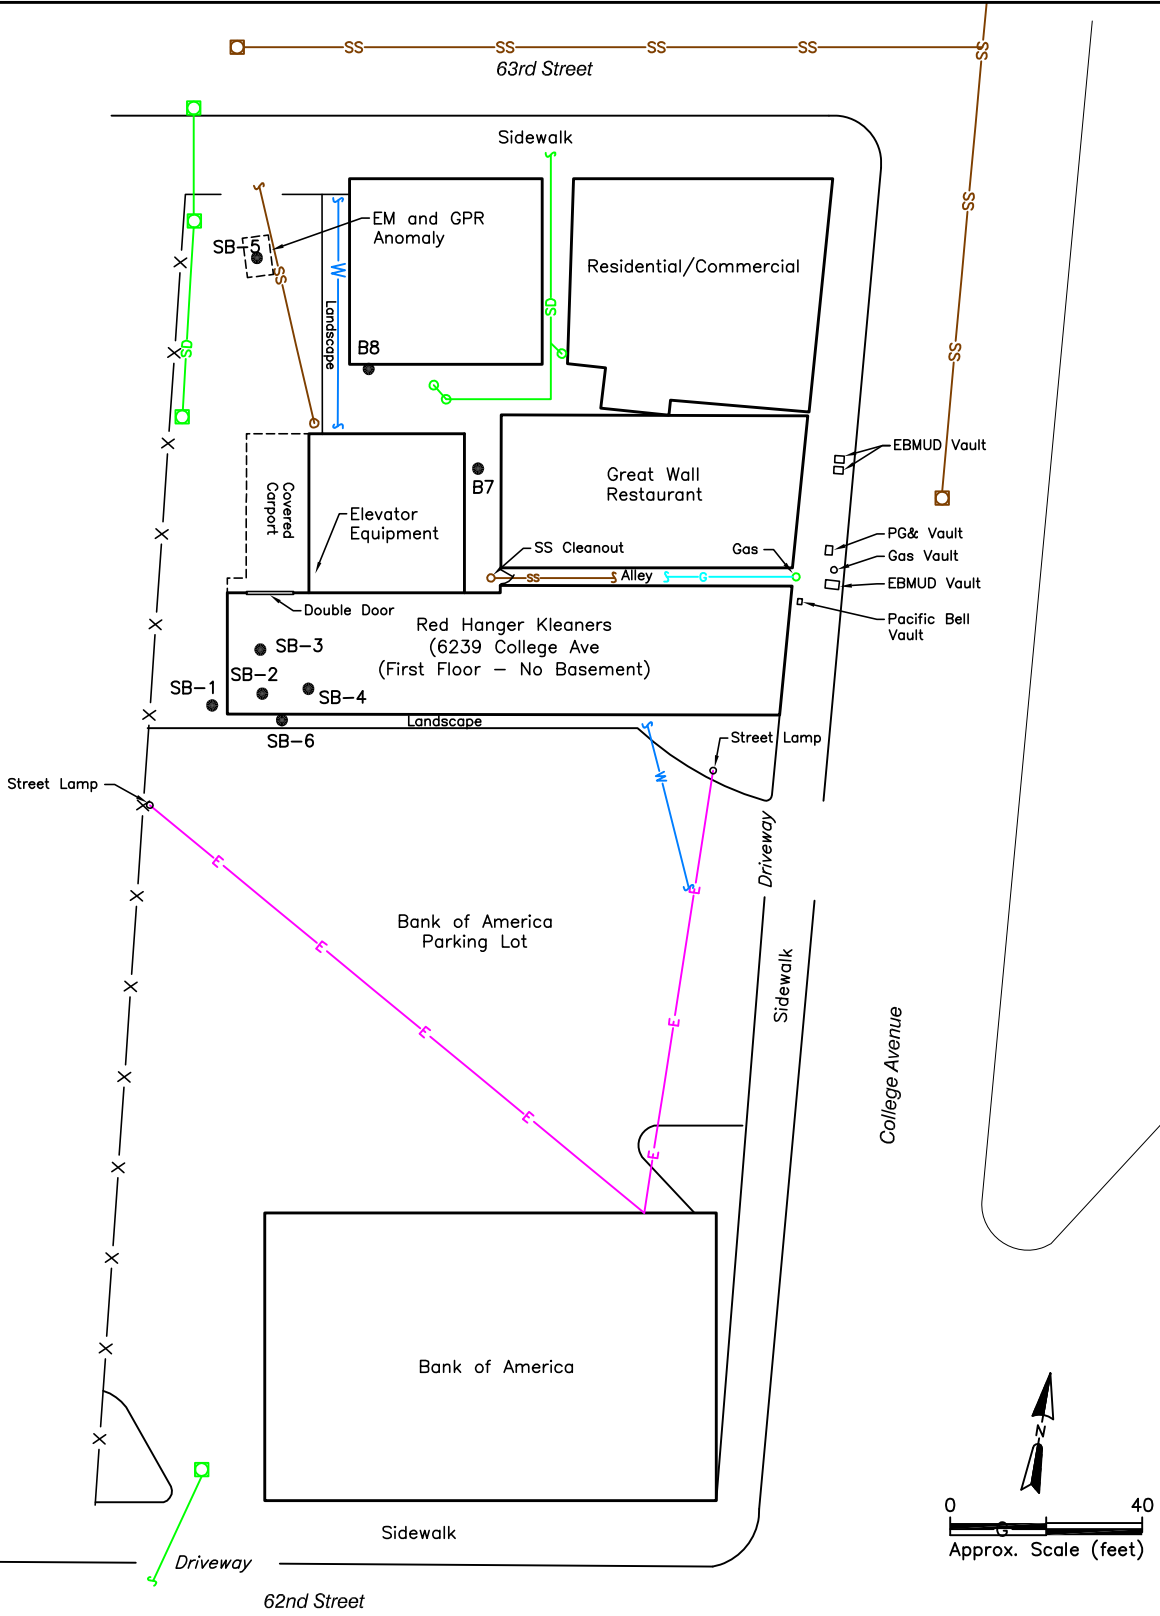 SS SS SS SS SS
63rd Street
Sidewalk
S
S
S
SS
EM and GPR
Anomaly
SB-5
X
SS
W
Residential/Commercial
Landscape
SD
SD
X
B8
SS
S
X
EBMUD Vault
Great Wall
Restaurant
B7
Covered
Carport
Elevator
Equipment
X
PG& Vault
SS Cleanout
Gas
Gas Vault
SS S Alley S G
EBMUD Vault
Double Door
Pacific Bell
Vault
X
Red Hanger Kleaners
(6239 College Ave
(First Floor - No Basement)
SB-3
SB-2
SB-1
SB-4
X
Landscape
SB-6
S
Street Lamp
W
Street Lamp
X
Driveway
E
S
E
X
Bank of America
Parking Lot
E
Sidewalk
X
E
E
College Avenue
X
E
E
X
X
Bank of America
X
X
N
0 40
G
Approx. Scale (feet)
Sidewalk
Driveway
S
62nd Street